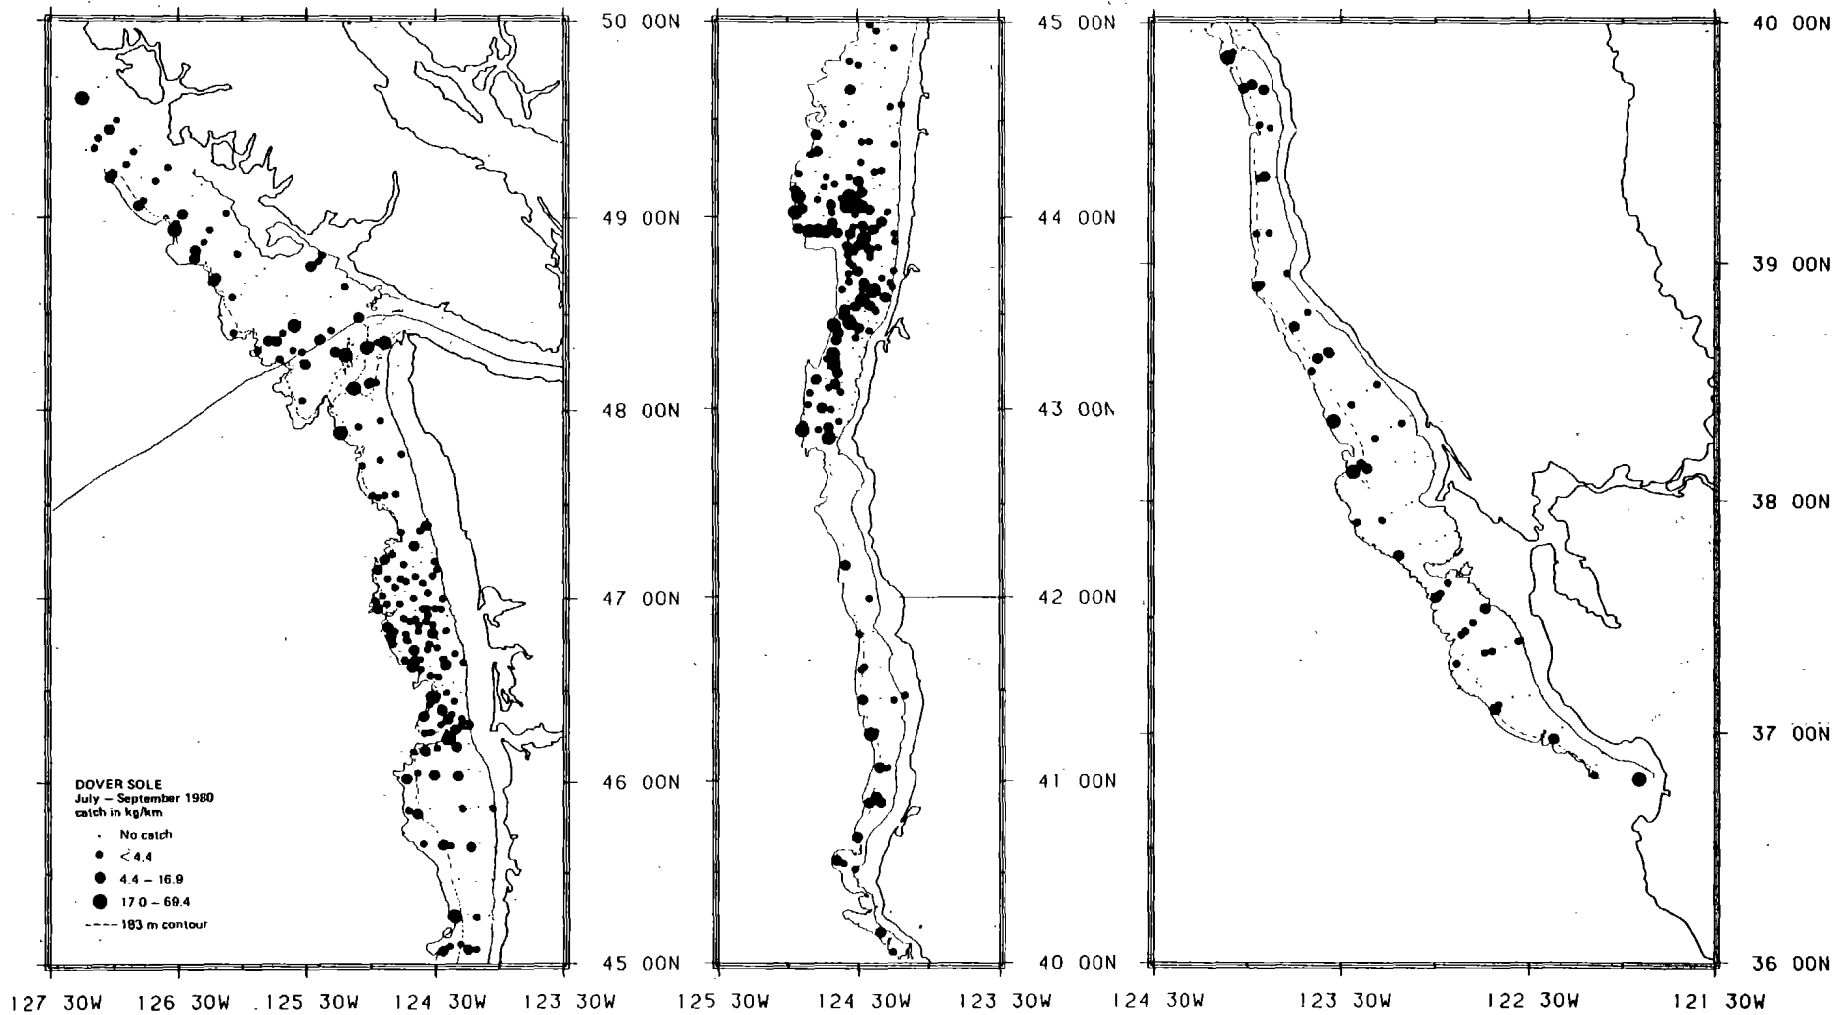 50 00N
49 00N
48 00N
47 00N
46 00N
45 00N
DOVER SOLE
July – September 1980
catch in kg/km
No catch
< 4.4
4.4 – 16.9
17.0 – 69.4
183 m contour
127 30W 126 30W 125 30W 124 30W 123 30W
45 00N
44 00N
43 00N
42 00N
41 00N
40 00N
125 30W 124 30W 123 30W
40 00N
39 00N
38 00N
37 00N
36 00N
124 30W 123 30W 122 30W 121 30W